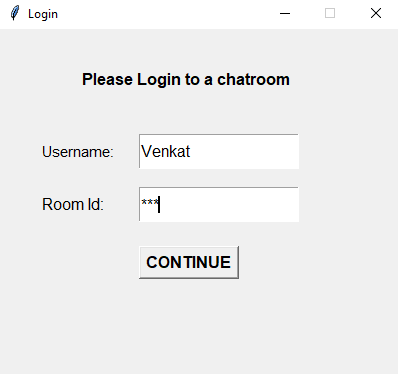 Login
Please Login to a chatroom
Username: Venkat
Room Id: ***
CONTINUE